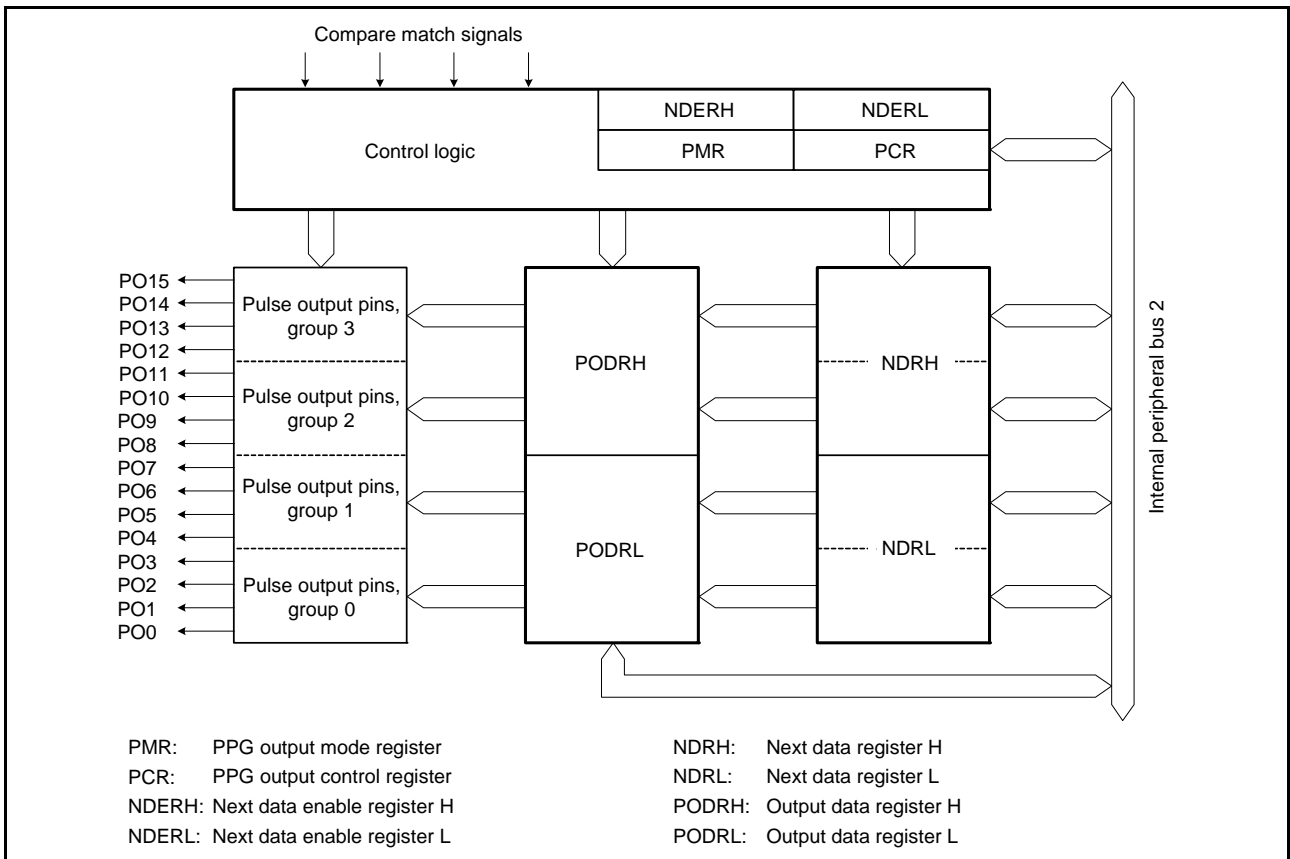 Compare match signals
NDERH
NDERL
Control logic
PMR
PCR
PO15
PO14
PO13
PO12
PO11
PO10
PO9
PO8
PO7
PO6
PO5
PO4
PO3
PO2
PO1
PO0
Pulse output pins,
group 3
Pulse output pins,
group 2
Pulse output pins,
group 1
Pulse output pins,
group 0
PODRH
PODRL
NDRH
NDRL
Internal peripheral bus 2
PMR: PPG output mode register
PCR: PPG output control register
NDERH: Next data enable register H
NDERL: Next data enable register L
NDRH: Next data register H
NDRL: Next data register L
PODRH: Output data register H
PODRL: Output data register L